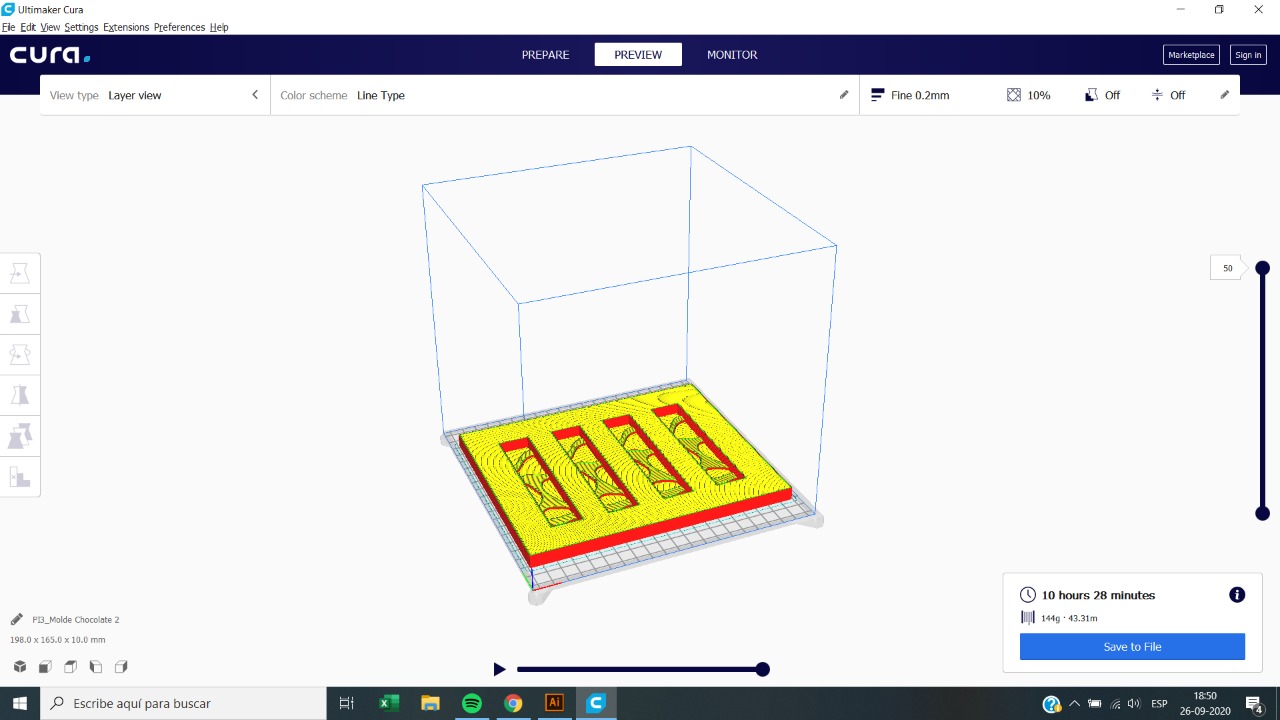 Ultimaker Cura
File Edit View Settings Extensions Preferences Help
cura.
PREPARE PREVIEW MONITOR
Marketplace Sign in
View type Layer view Color scheme Line Type Fine 0.2mm 10% Off Off
50
10 hours 28 minutes
144g · 43.31m
Save to File
PI3_Molde Chocolate 2
198.0 x 165.0 x 10.0 mm
Escribe aquí para buscar
ESP
18:50
26-09-2020
4